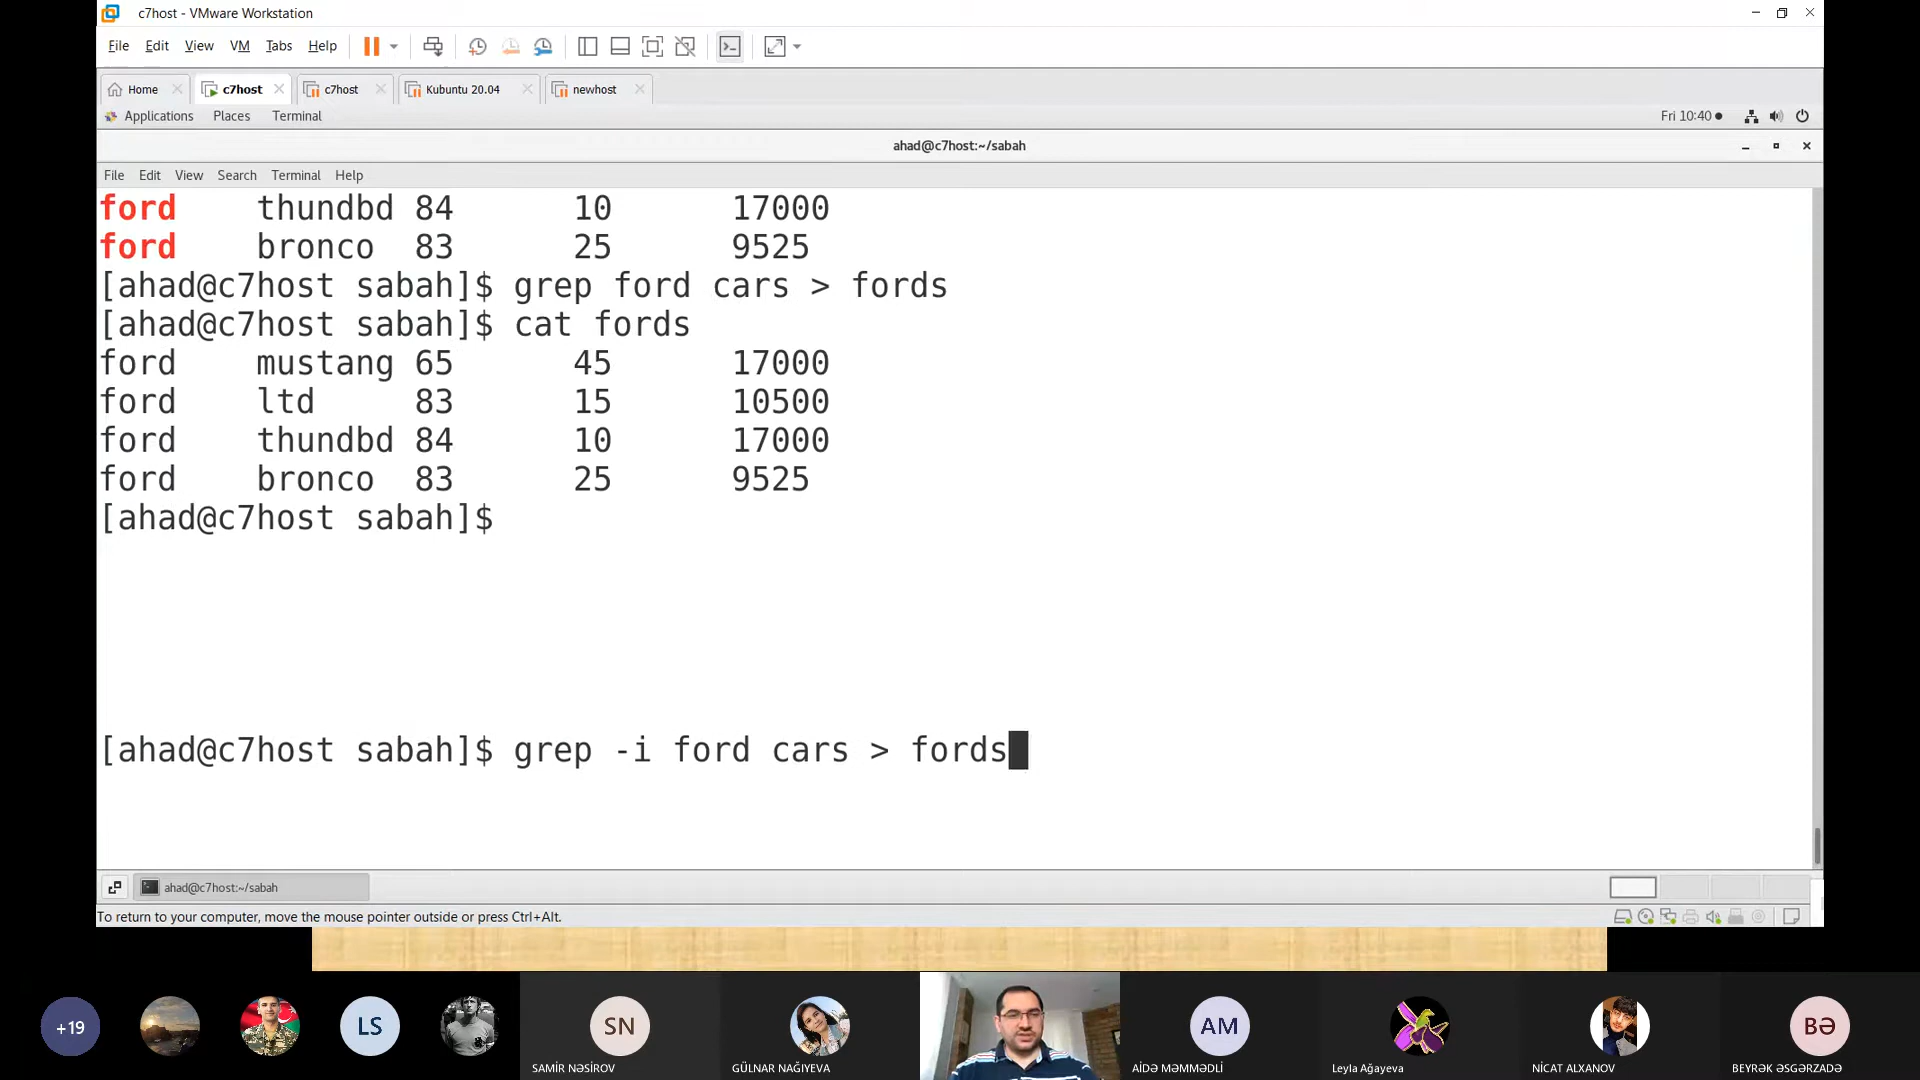 c7host - VMware Workstation
File Edit View VM Tabs Help
Home c7host c7host Kubuntu 20.04 newhost
Applications Places Terminal Fri 10:40
ahad@c7host:~/sabah
File Edit View Search Terminal Help
ford thundbd 84 10 17000
ford bronco 83 25 9525
[ahad@c7host sabah]$ grep ford cars > fords
[ahad@c7host sabah]$ cat fords
ford mustang 65 45 17000
ford ltd 83 15 10500
ford thundbd 84 10 17000
ford bronco 83 25 9525
[ahad@c7host sabah]$
[ahad@c7host sabah]$ grep -i ford cars > fords
ahad@c7host:~/sabah
To return to your computer, move the mouse pointer outside or press Ctrl+Alt.
+19 LS SN AM BƏ
SAMİR NƏSİROV GÜLNAR NAĞIYEVA AİDƏ MƏMMƏDLİ Leyla Ağayeva NİCAT ALXANOV BEYRƏK ƏSGƏRZADƏ